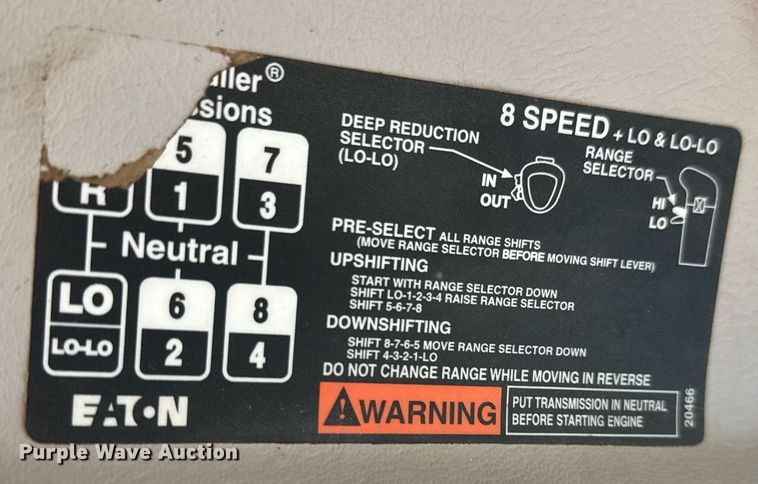 ®
8 SPEED + LO & LO-LO
5 7
R 1 3
Neutral
LO 6 8
LO-LO 2 4
EATON
DEEP REDUCTION
SELECTOR
(LO-LO)
IN
OUT
RANGE
SELECTOR
HI
LO
PRE-SELECT ALL RANGE SHIFTS
(MOVE RANGE SELECTOR BEFORE MOVING SHIFT LEVER)
UPSHIFTING
START WITH RANGE SELECTOR DOWN
SHIFT LO-1-2-3-4 RAISE RANGE SELECTOR
SHIFT 5-6-7-8
DOWNSHIFTING
SHIFT 8-7-6-5 MOVE RANGE SELECTOR DOWN
SHIFT 4-3-2-1-LO
DO NOT CHANGE RANGE WHILE MOVING IN REVERSE
WARNING
PUT TRANSMISSION IN NEUTRAL
BEFORE STARTING ENGINE
20466
Purple Wave Auction